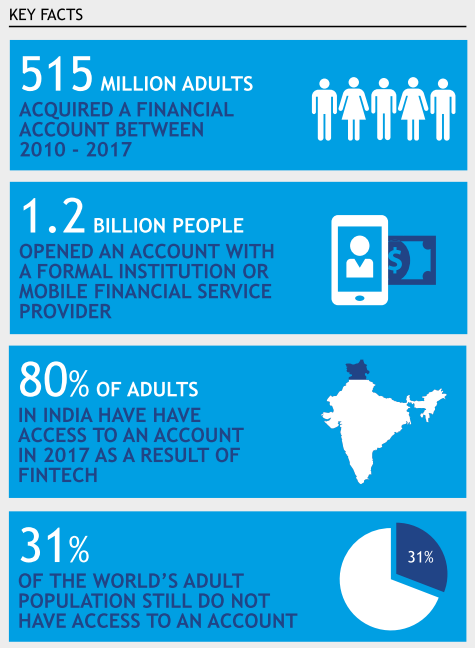 KEY FACTS
515 MILLION ADULTS
ACQUIRED A FINANCIAL
ACCOUNT BETWEEN
2010 - 2017
1.2 BILLION PEOPLE
OPENED AN ACCOUNT WITH
A FORMAL INSTITUTION OR
MOBILE FINANCIAL SERVICE
PROVIDER
$
80% OF ADULTS
IN INDIA HAVE HAVE
ACCESS TO AN ACCOUNT
IN 2017 AS A RESULT OF
FINTECH
31%
OF THE WORLD'S ADULT
POPULATION STILL DO NOT
HAVE ACCESS TO AN ACCOUNT
31%